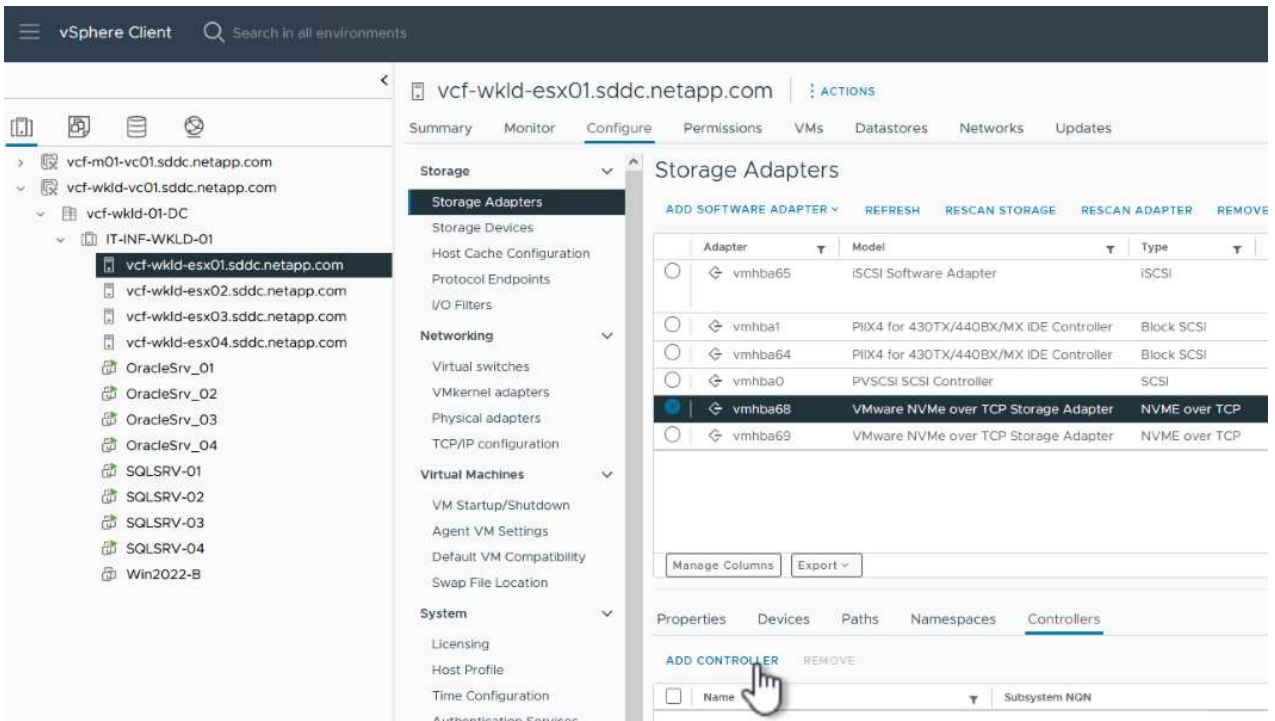 vSphere Client Search in all environments
vcf-wkld-esx01.sddc.netapp.com ACTIONS
Summary Monitor Configure Permissions VMs Datastores Networks Updates
vcf-m01-vc01.sddc.netapp.com
vcf-wkld-vc01.sddc.netapp.com
vcf-wkld-01-DC
IT-INF-WKLD-01
vcf-wkld-esx01.sddc.netapp.com
vcf-wkld-esx02.sddc.netapp.com
vcf-wkld-esx03.sddc.netapp.com
vcf-wkld-esx04.sddc.netapp.com
OracleSrv_01
OracleSrv_02
OracleSrv_03
OracleSrv_04
SQLSRV-01
SQLSRV-02
SQLSRV-03
SQLSRV-04
Win2022-B
Storage
Storage Adapters
Storage Devices
Host Cache Configuration
Protocol Endpoints
I/O Filters
Networking
Virtual switches
VMkernel adapters
Physical adapters
TCP/IP configuration
Virtual Machines
VM Startup/Shutdown
Agent VM Settings
Default VM Compatibility
Swap File Location
System
Licensing
Host Profile
Time Configuration
Authentication Services
Storage Adapters
ADD SOFTWARE ADAPTER REFRESH RESCAN STORAGE RESCAN ADAPTER REMOVE
Adapter Model Type
vmhba65 iSCSI Software Adapter iSCSI
vmhba1 PIIX4 for 430TX/440BX/MX IDE Controller Block SCSI
vmhba64 PIIX4 for 430TX/440BX/MX IDE Controller Block SCSI
vmhba0 PVSCSI SCSI Controller SCSI
vmhba68 VMware NVMe over TCP Storage Adapter NVME over TCP
vmhba69 VMware NVMe over TCP Storage Adapter NVME over TCP
Manage Columns Export
Properties Devices Paths Namespaces Controllers
ADD CONTROLLER REMOVE
Name Subsystem NQN